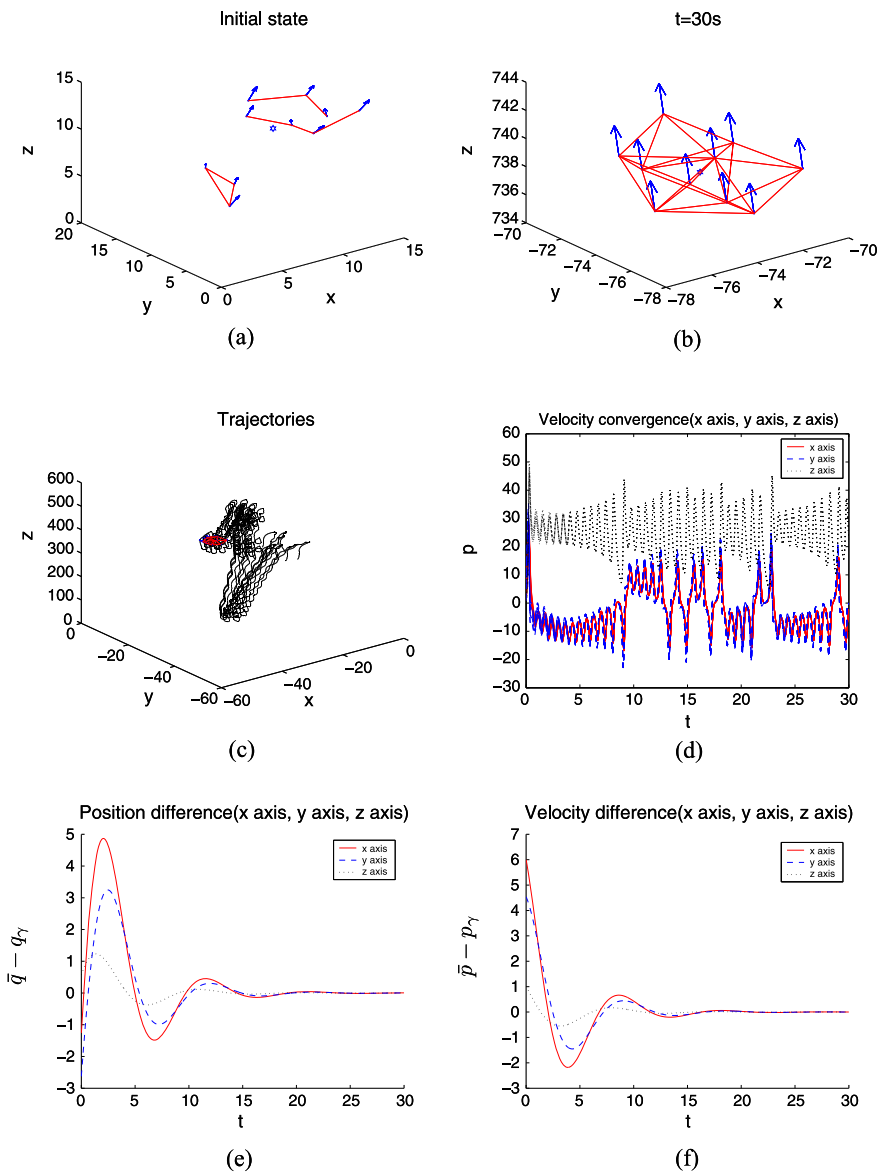 Initial state
15
10
5
0
z
20
15
10
5
0
y
0
5
10
15
x
(a)
t=30s
744
742
740
738
736
734
z
−70
−72
−74
−76
−78
y
−78
−76
−74
−72
−70
x
(b)
Trajectories
600
500
400
300
200
100
0
z
0
−20
−40
−60
y
−60
−40
−20
0
x
(c)
Velocity convergence(x axis, y axis, z axis)
60
50
40
30
20
10
0
−10
−20
−30
p
x axis
y axis
z axis
0 5 10 15 20 25 30
t
(d)
Position difference(x axis, y axis, z axis)
5
4
3
2
1
0
−1
−2
−3
q̄ − qγ
x axis
y axis
z axis
0 5 10 15 20 25 30
t
(e)
Velocity difference(x axis, y axis, z axis)
7
6
5
4
3
2
1
0
−1
−2
−3
p̄ − pγ
x axis
y axis
z axis
0 5 10 15 20 25 30
t
(f)